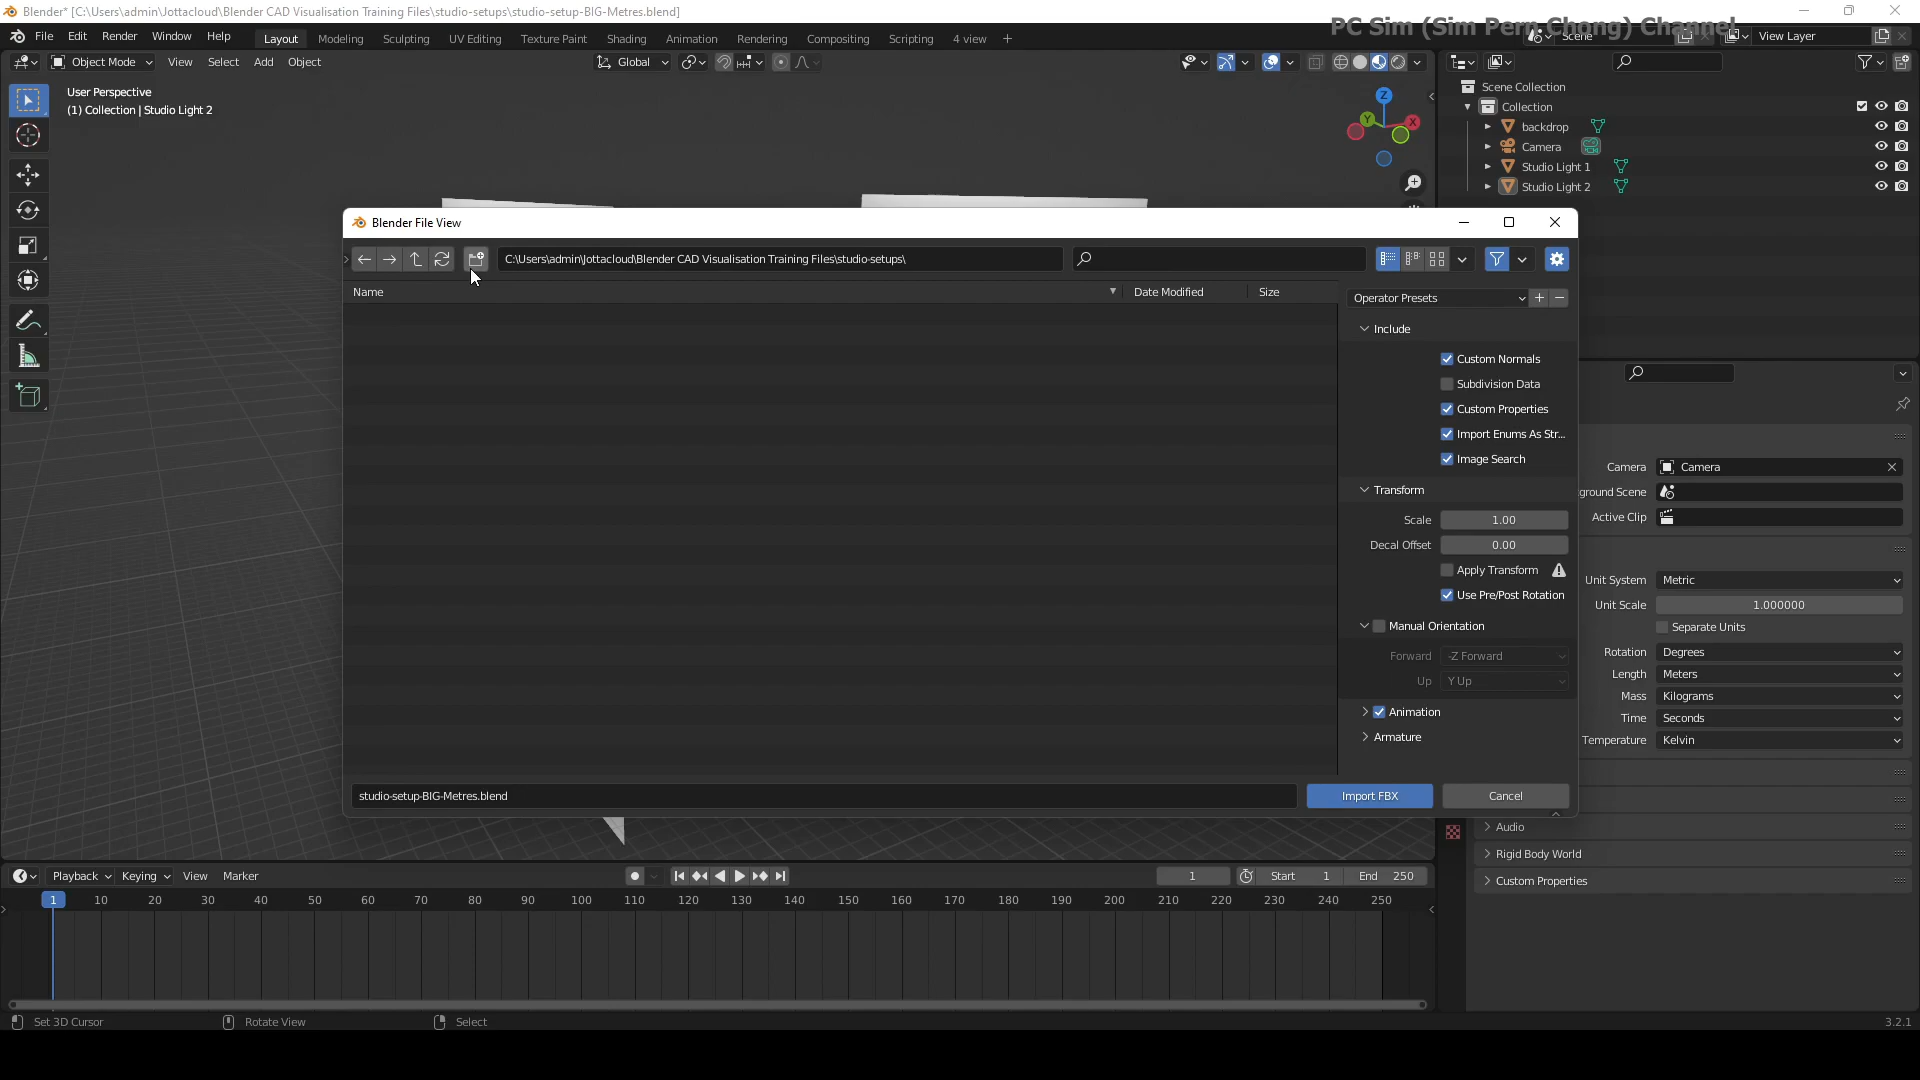 Blender* [C:\Users\admin\Jottacloud\Blender CAD Visualisation Training Files\studio-setups\studio-setup-BIG-Metres.blend]
PC Sim (Sim Pern Chong) Channel
File Edit Render Window Help Layout Modeling Sculpting UV Editing Texture Paint Shading Animation Rendering Compositing Scripting 4 view + Scene View Layer
Object Mode View Select Add Object Global
User Perspective
(1) Collection | Studio Light 2
Z
Y
X
Scene Collection
Collection
backdrop
Camera
Studio Light 1
Studio Light 2
Blender File View
C:\Users\admin\Jottacloud\Blender CAD Visualisation Training Files\studio-setups\
Name Date Modified Size
Operator Presets
Include
Custom Normals
Subdivision Data
Custom Properties
Import Enums As Str...
Image Search
Transform
Scale 1.00
Decal Offset 0.00
Apply Transform
Use Pre/Post Rotation
Manual Orientation
Forward -Z Forward
Up Y Up
Animation
Armature
studio-setup-BIG-Metres.blend Import FBX Cancel
Camera Camera
ground Scene
Active Clip
Unit System Metric
Unit Scale 1.000000
Separate Units
Rotation Degrees
Length Meters
Mass Kilograms
Time Seconds
Temperature Kelvin
Audio
Rigid Body World
Custom Properties
Playback Keying View Marker 1 Start 1 End 250
1 10 20 30 40 50 60 70 80 90 100 110 120 130 140 150 160 170 180 190 200 210 220 230 240 250
Set 3D Cursor Rotate View Select 3.2.1